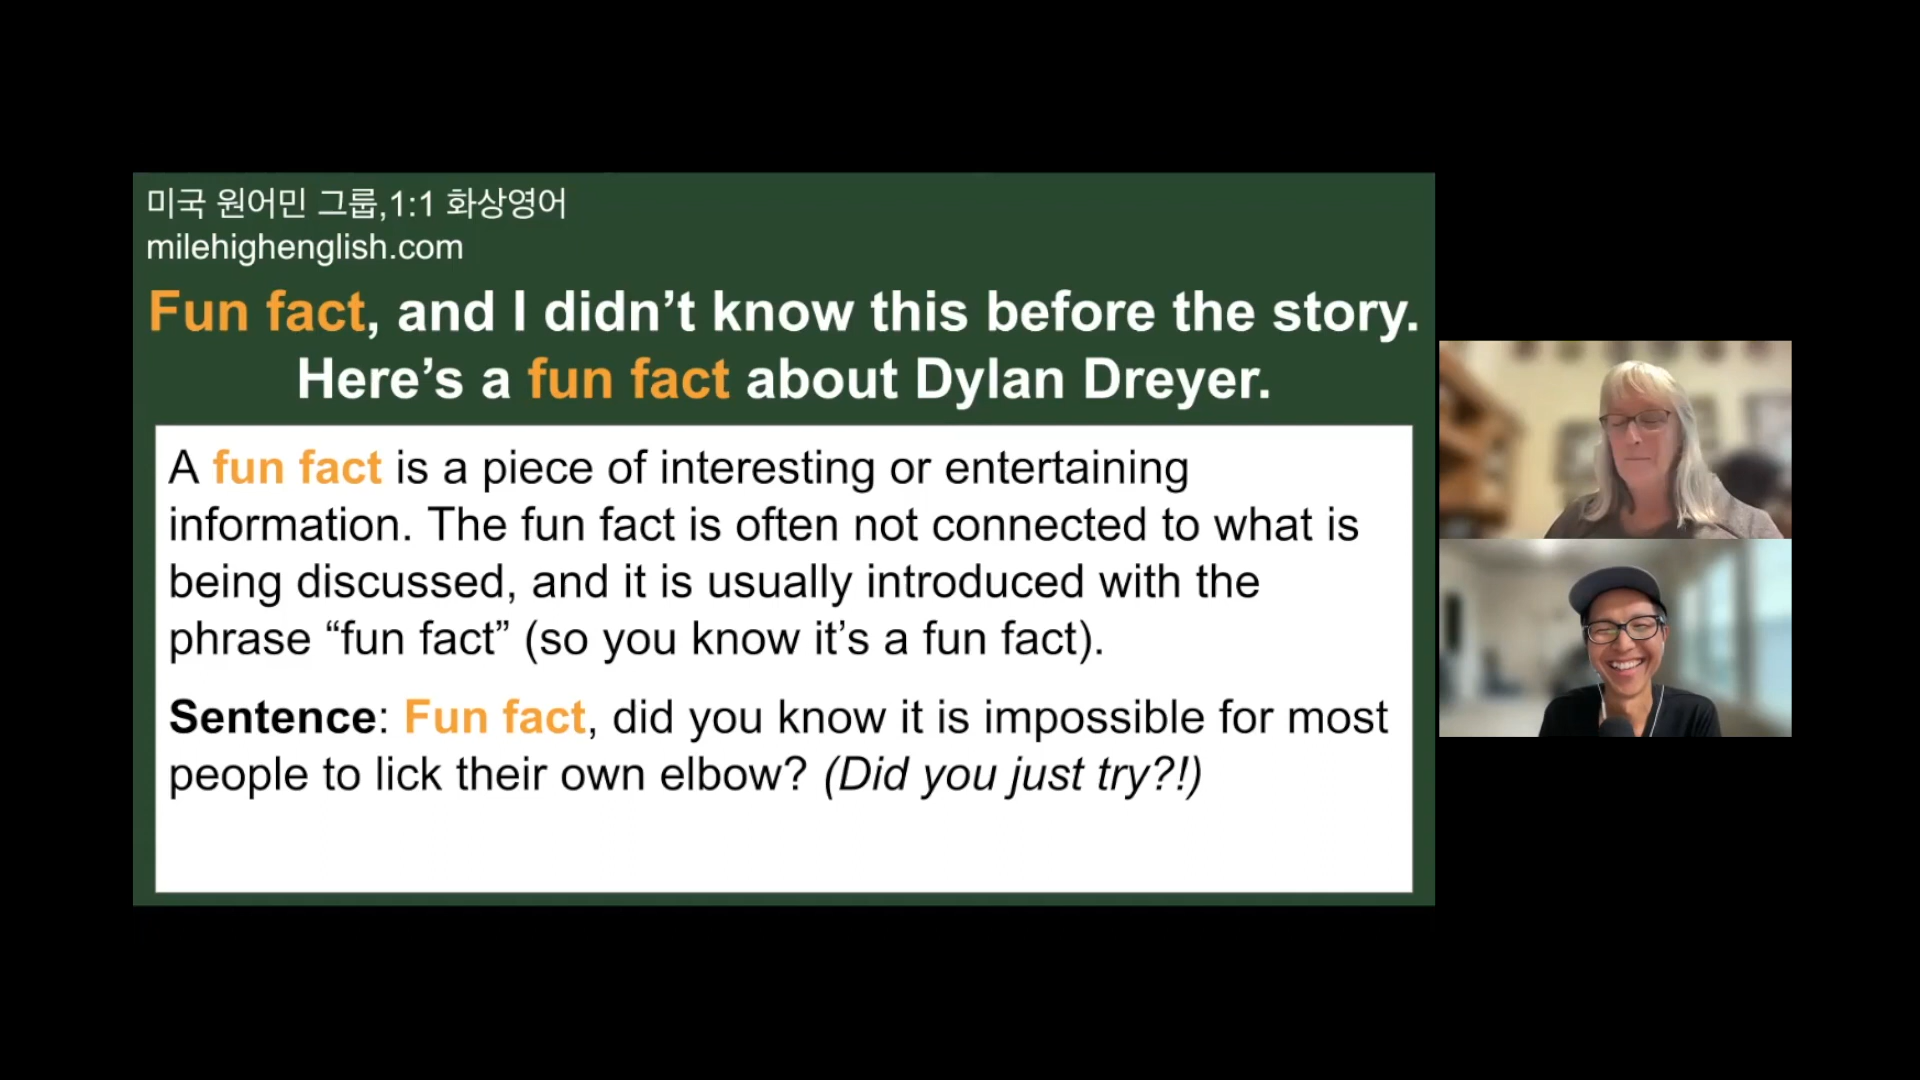 미국 원어민 그룹,1:1 화상영어
milehighenglish.com
Fun fact, and I didn’t know this before the story.
Here’s a fun fact about Dylan Dreyer.
A fun fact is a piece of interesting or entertaining
information. The fun fact is often not connected to what is
being discussed, and it is usually introduced with the
phrase “fun fact” (so you know it’s a fun fact).
Sentence: Fun fact, did you know it is impossible for most
people to lick their own elbow? (Did you just try?!)